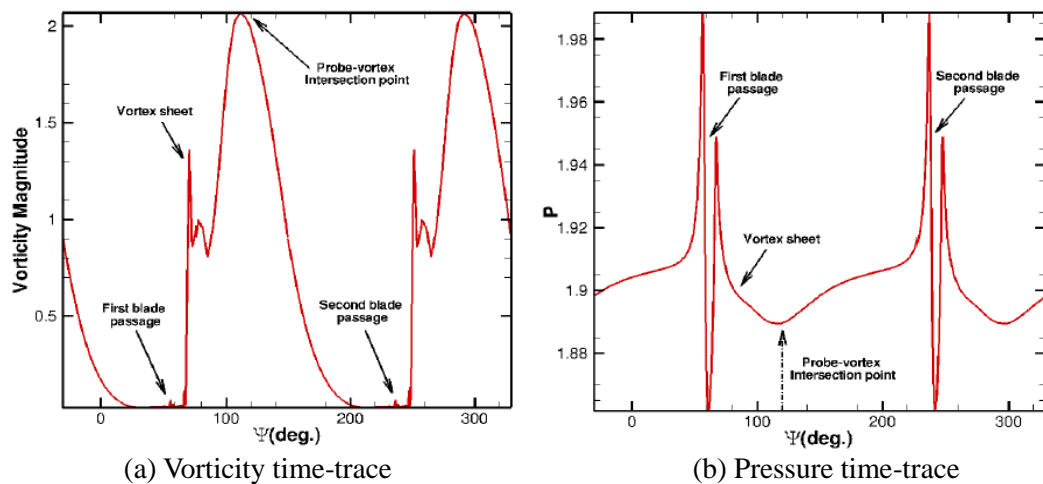 2
1.5
1
0.5
0
100
200
300
Vorticity Magnitude
Ψ(deg.)
Probe-vortex
Intersection point
Vortex sheet
First blade
passage
Second blade
passage
(a) Vorticity time-trace
1.98
1.96
1.94
1.92
1.9
1.88
0
100
200
300
P
Ψ(deg.)
First blade
passage
Second blade
passage
Vortex sheet
Probe-vortex
Intersection point
(b) Pressure time-trace